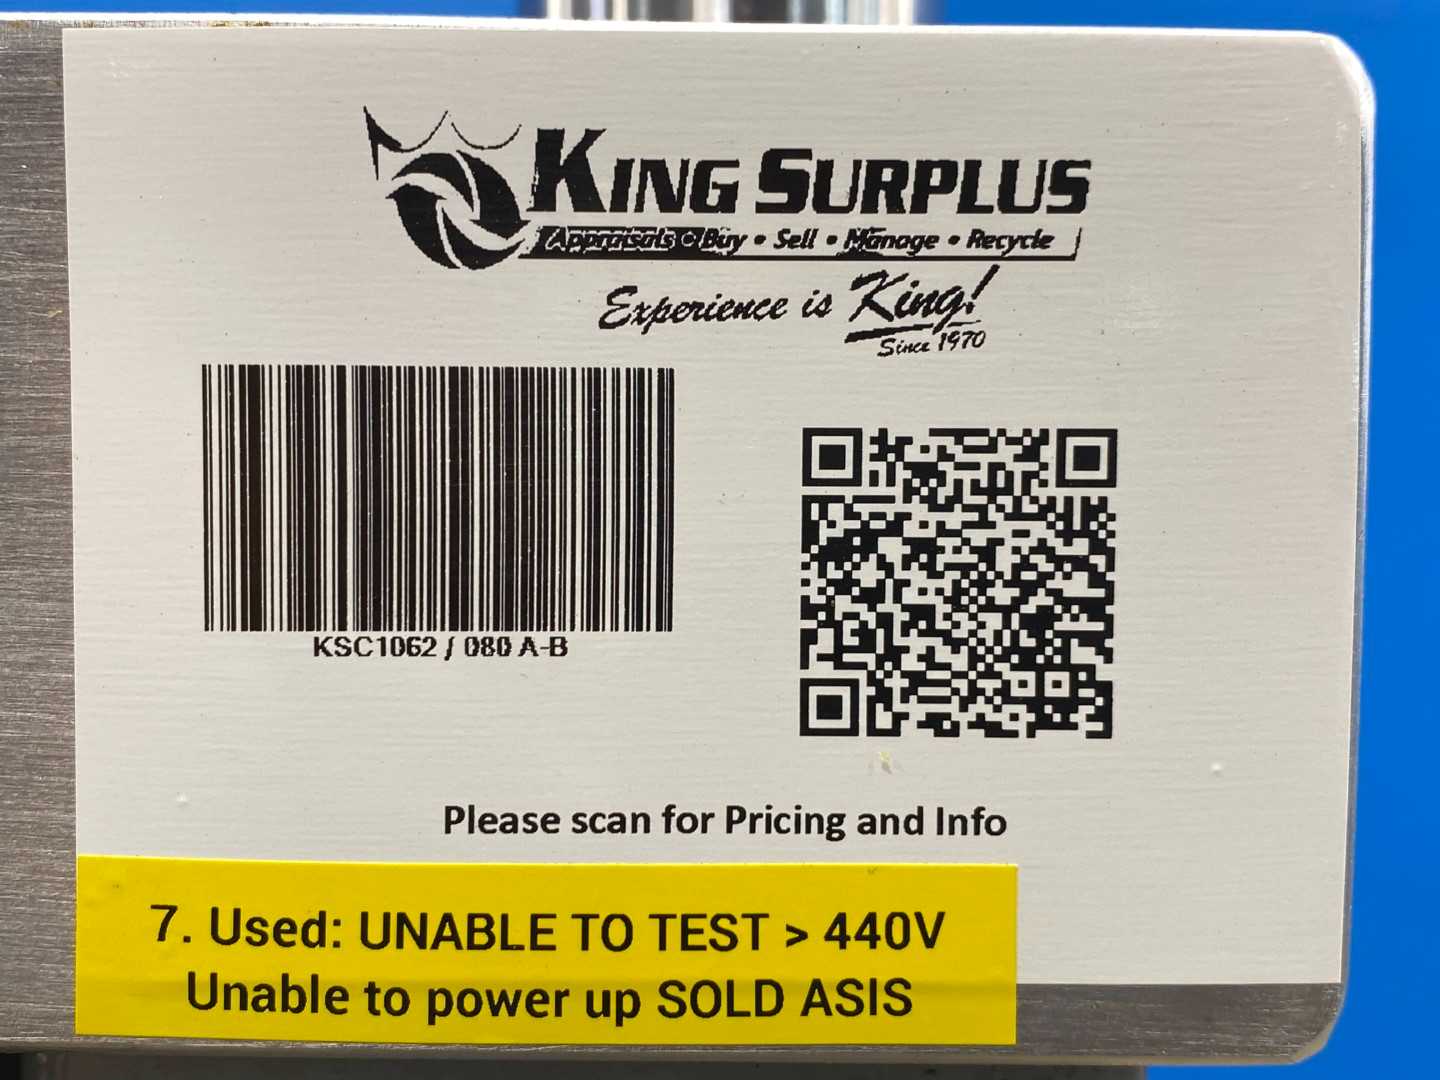 KING SURPLUS
Appraisals • Buy • Sell • Manage • Recycle
Experience is King!
Since 1970
KSC1062 / 080 A-B
Please scan for Pricing and Info
7. Used: UNABLE TO TEST > 440V
Unable to power up SOLD ASIS